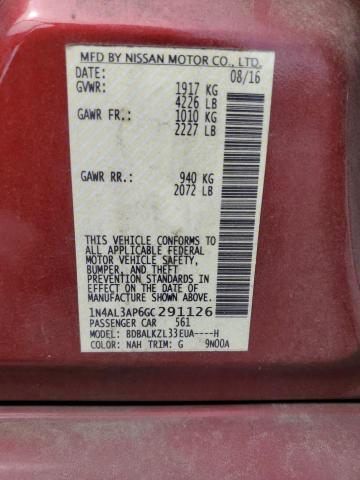 MFD BY NISSAN MOTOR CO., LTD.
DATE: 08/16
GVWR: 1917 KG
4226 LB
GAWR FR.: 1010 KG
2227 LB
GAWR RR.: 940 KG
2072 LB
THIS VEHICLE CONFORMS TO
ALL APPLICABLE FEDERAL
MOTOR VEHICLE SAFETY,
BUMPER, AND THEFT
PREVENTION STANDARDS IN
EFFECT ON THE DATE OF
MANUFACTURE SHOWN ABOVE.
1N4AL3AP6GC291126
PASSENGER CAR 561
MODEL: BDBALKZL33EUA----H
COLOR: NAH TRIM: G 9N00A